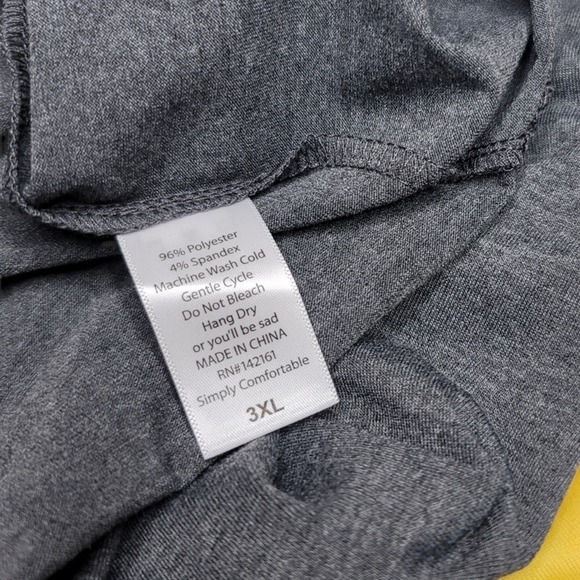 96% Polyester
4% Spandex
Machine Wash Cold
Gentle Cycle
Do Not Bleach
Hang Dry
or you'll be sad
MADE IN CHINA
RN#142161
Simply Comfortable
3XL